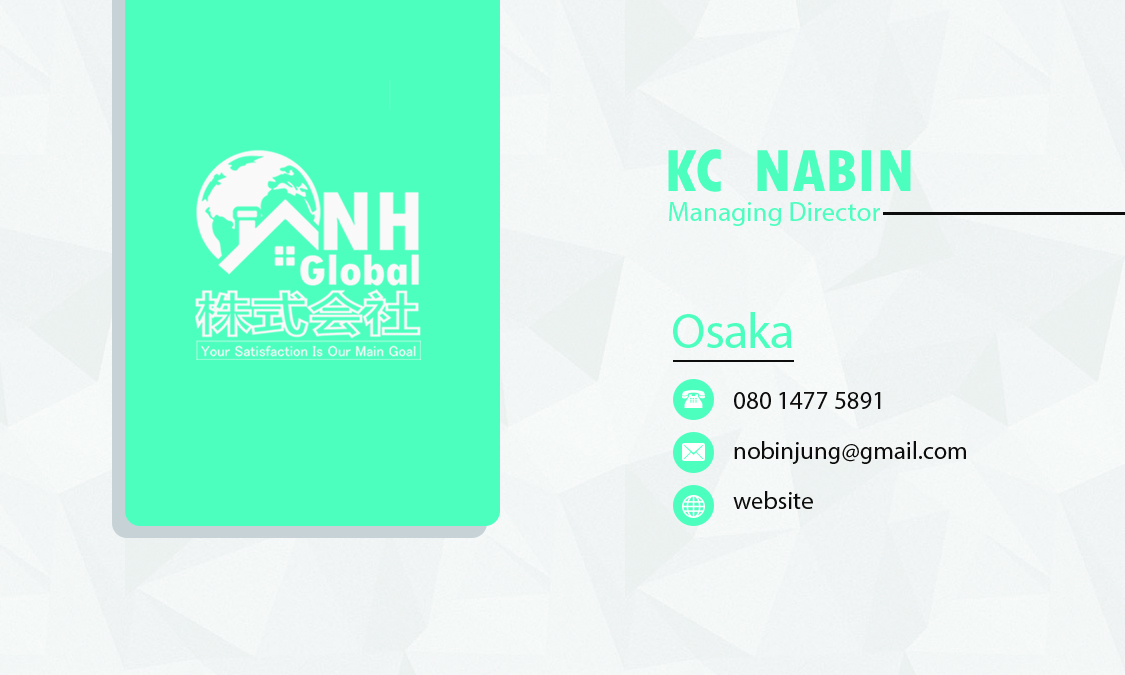 NH
Global
株式会社
Your Satisfaction Is Our Main Goal
KC NABIN
Managing Director
Osaka
080 1477 5891
nobinjung@gmail.com
website